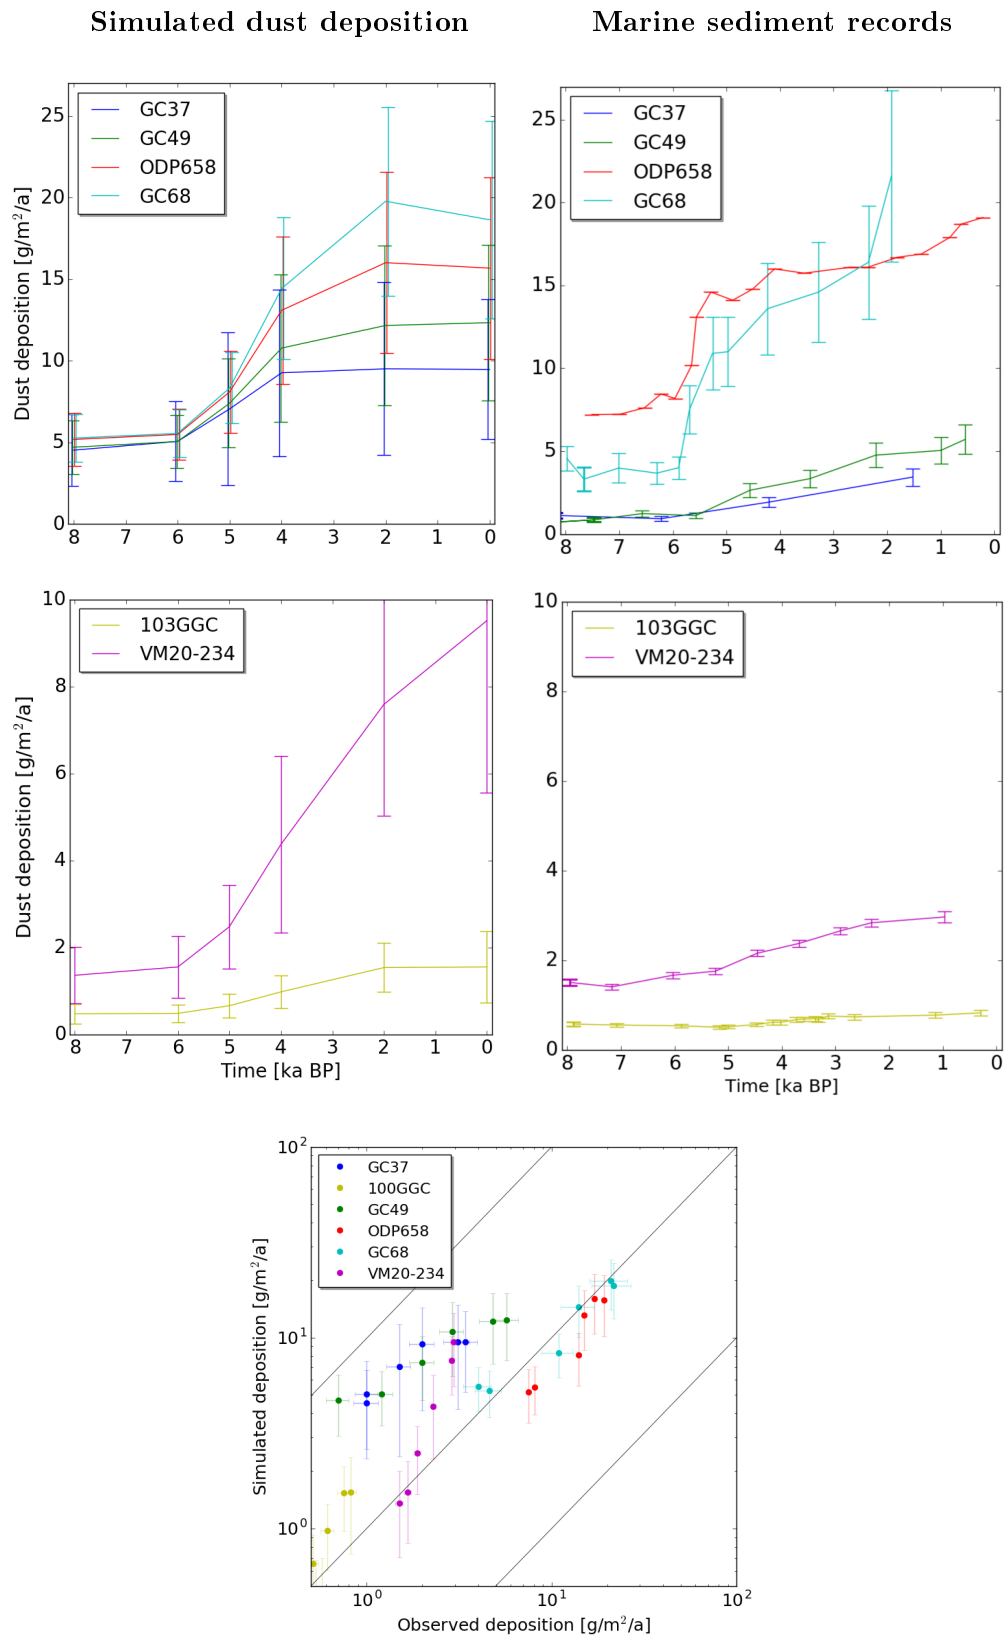 Simulated dust deposition
Marine sediment records
GC37
GC49
ODP658
GC68
Dust deposition [g/m²/a]
25
20
15
10
5
0
8 7 6 5 4 3 2 1 0
GC37
GC49
ODP658
GC68
25
20
15
10
5
0
8 7 6 5 4 3 2 1 0
103GGC
VM20-234
Dust deposition [g/m²/a]
10
8
6
4
2
0
8 7 6 5 4 3 2 1 0
Time [ka BP]
103GGC
VM20-234
10
8
6
4
2
0
8 7 6 5 4 3 2 1 0
Time [ka BP]
GC37
100GGC
GC49
ODP658
GC68
VM20-234
Simulated deposition [g/m²/a]
10²
10¹
10⁰
10⁰ 10¹ 10²
Observed deposition [g/m²/a]